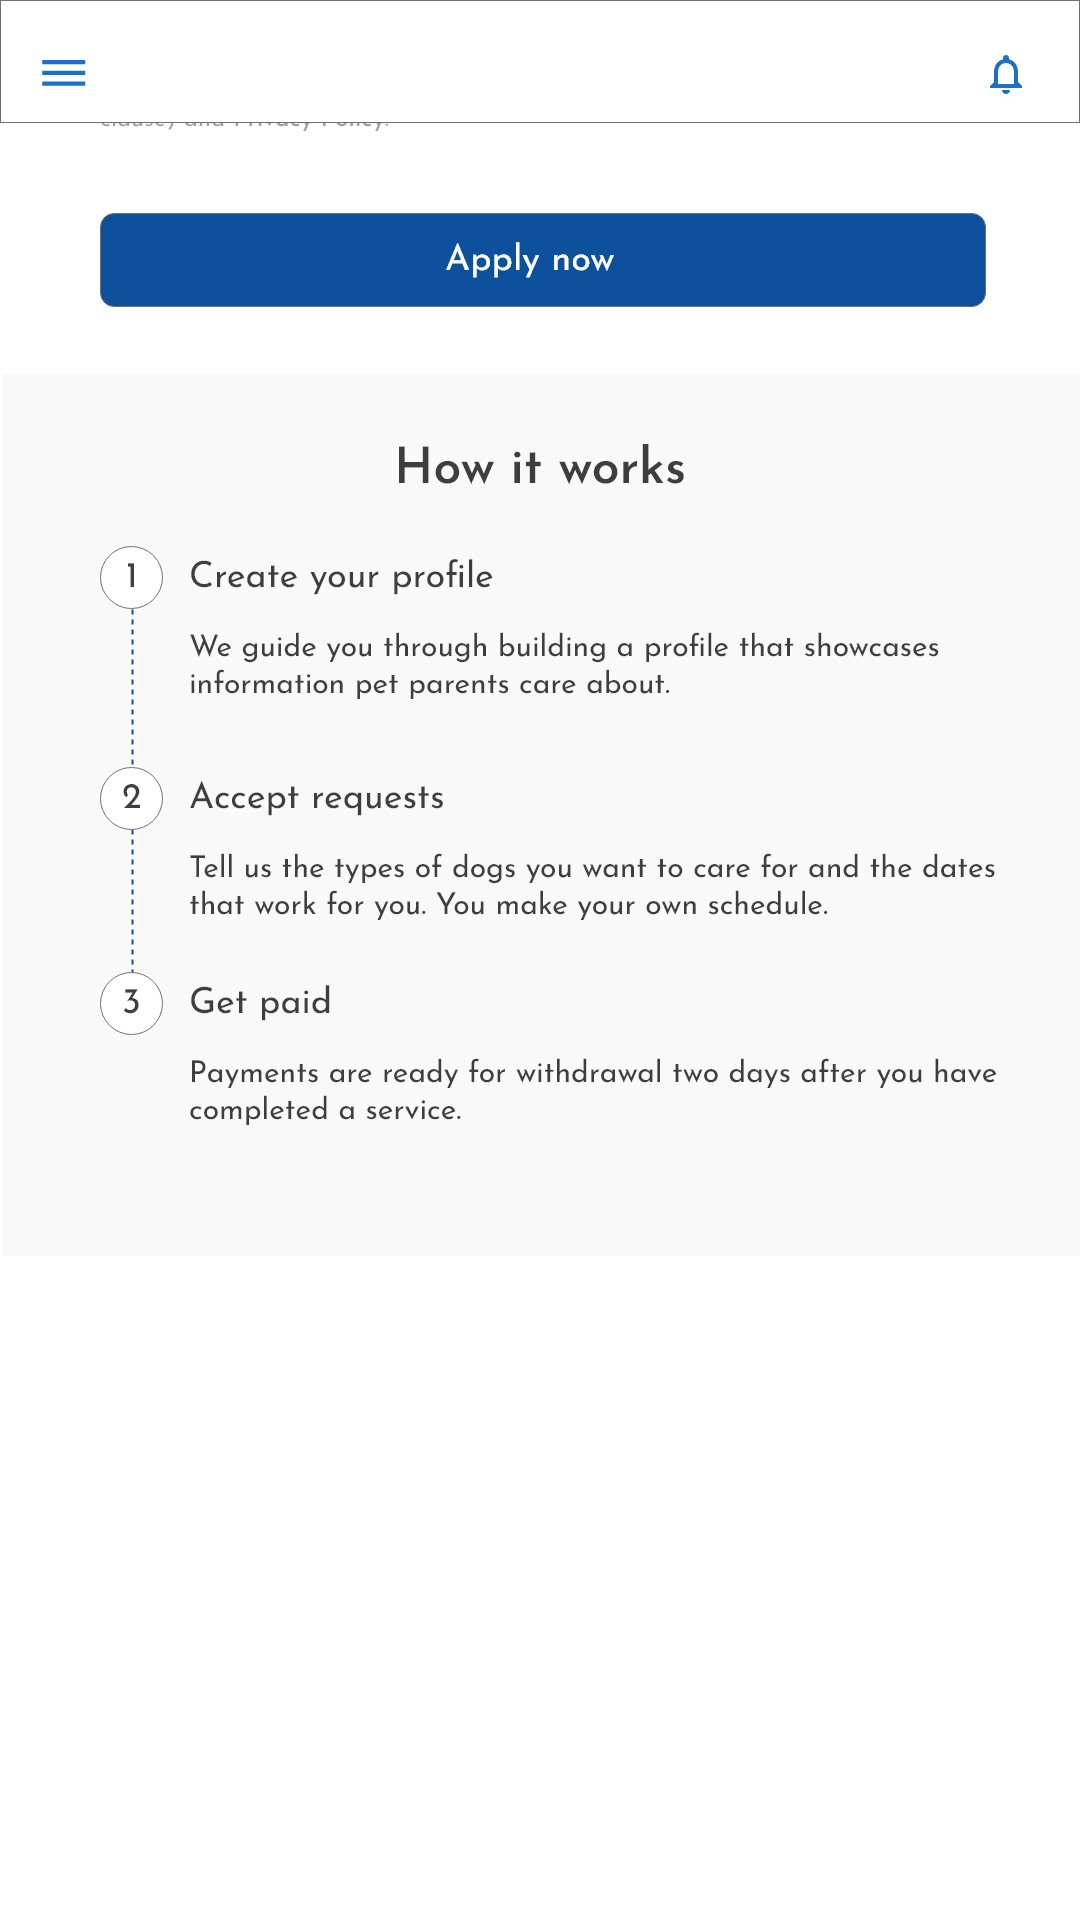 and Privacy Policy.
Apply now
How it works
1
Create your profile
We guide you through building a profile that showcases
information pet parents care about.
2
Accept requests
Tell us the types of dogs you want to care for and the dates
that work for you. You make your own schedule.
3
Get paid
Payments are ready for withdrawal two days after you have
completed a service.